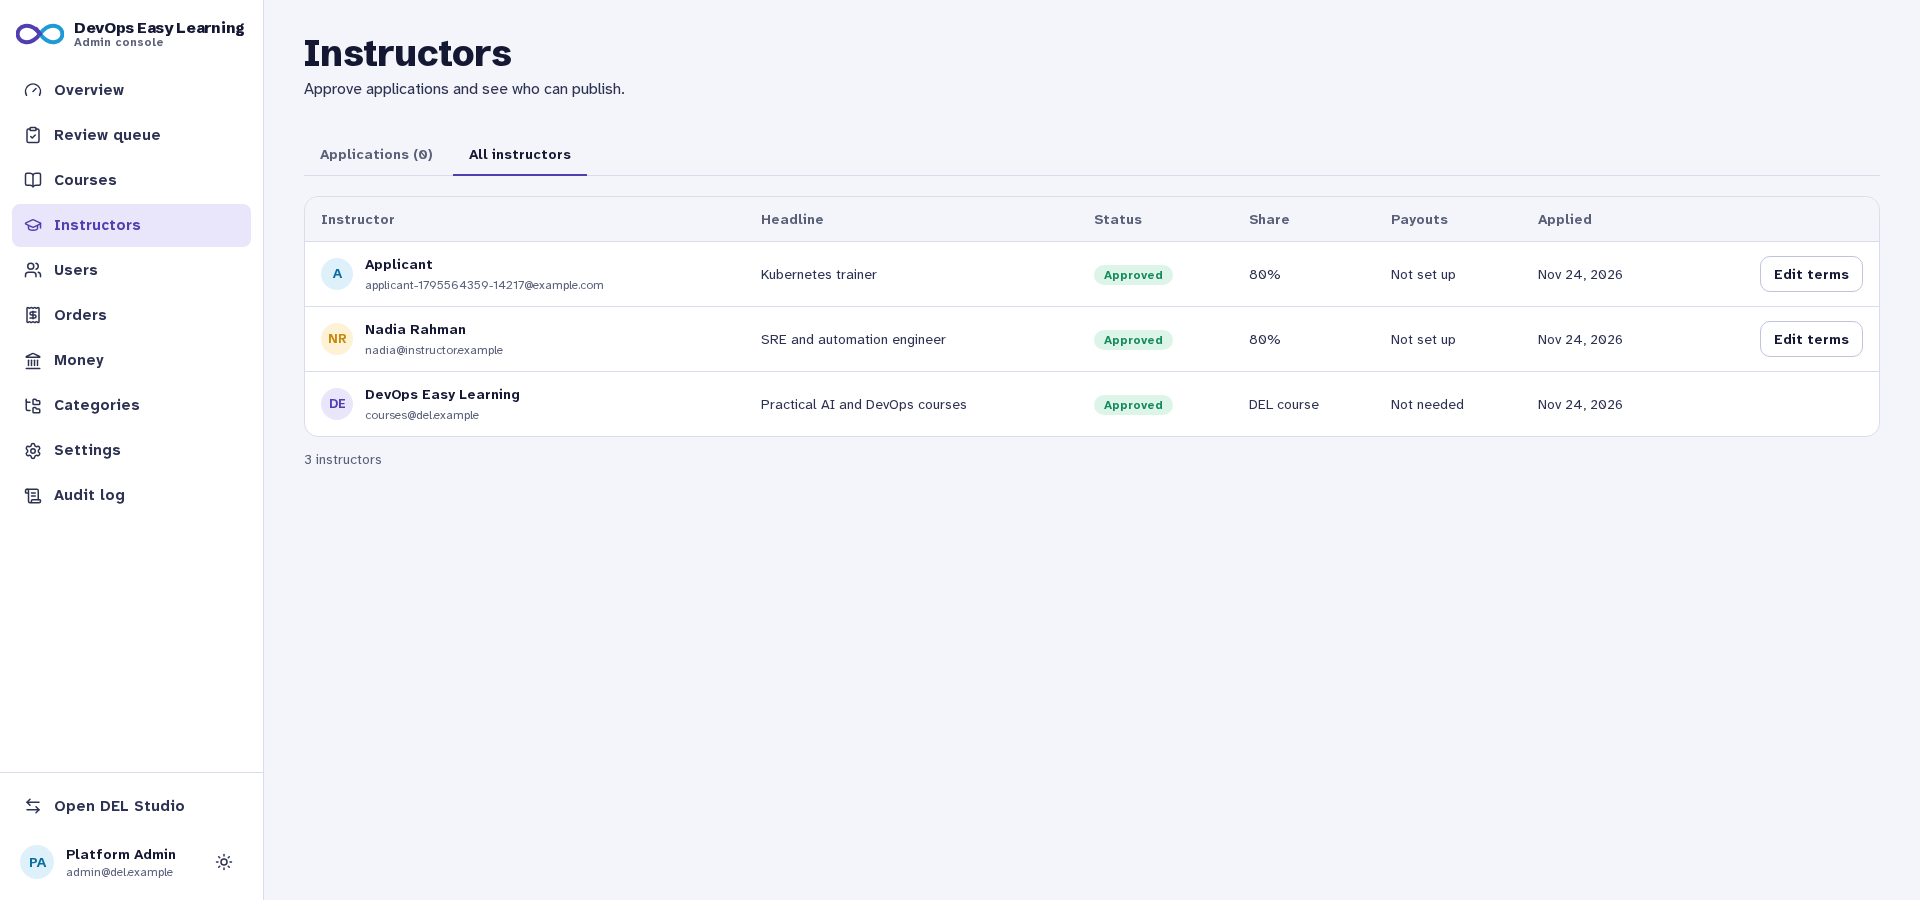 DevOps Easy Learning
Admin console
Overview
Review queue
Courses
Instructors
Users
Orders
Money
Categories
Settings
Audit log
Open DEL Studio
PA
Platform Admin
admin@del.example
Instructors
Approve applications and see who can publish.
Applications (0) All instructors
Instructor Headline Status Share Payouts Applied
A Applicant
applicant-1795564359-14217@example.com
Kubernetes trainer Approved 80% Not set up Nov 24, 2026 Edit terms
NR Nadia Rahman
nadia@instructor.example
SRE and automation engineer Approved 80% Not set up Nov 24, 2026 Edit terms
DE DevOps Easy Learning
courses@del.example
Practical AI and DevOps courses Approved DEL course Not needed Nov 24, 2026
3 instructors